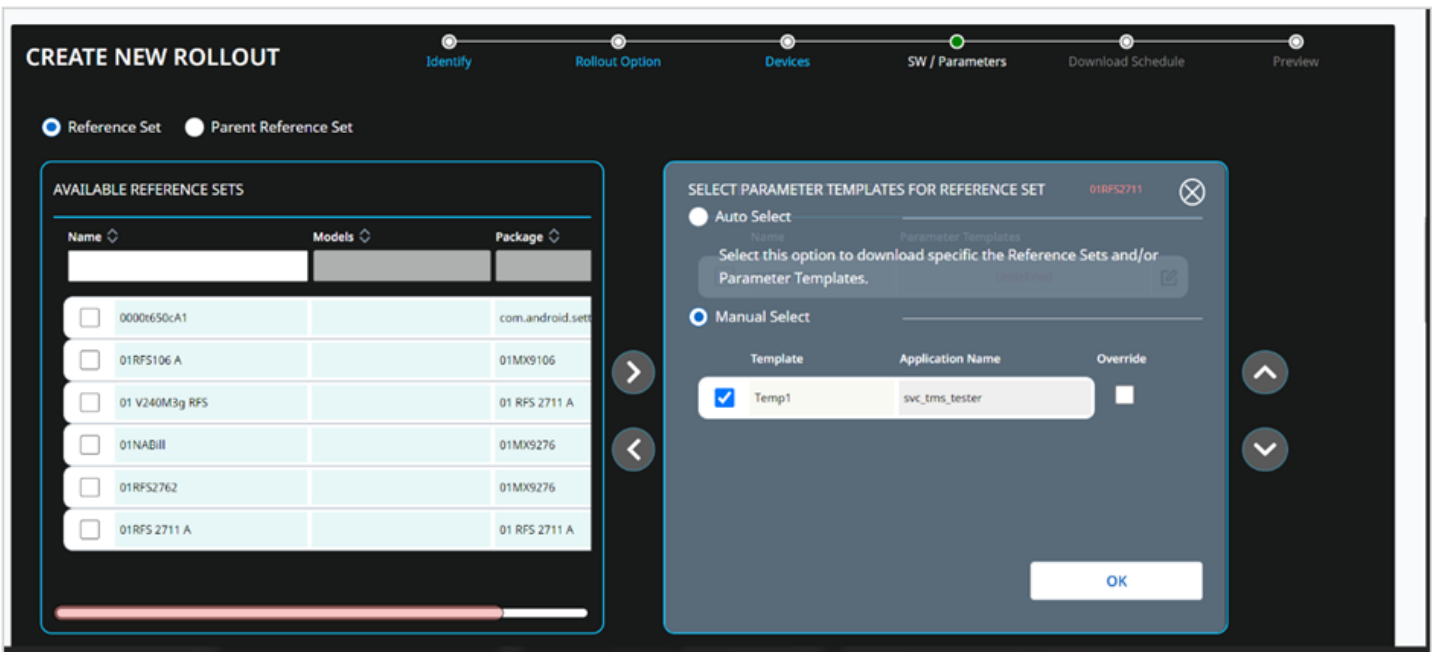 CREATE NEW ROLLOUT
Identify
Rollout Option
Devices
SW / Parameters
Download Schedule
Preview
Reference Set
Parent Reference Set
AVAILABLE REFERENCE SETS
Name
Models
Package
0000t650cA1
com.android.sett
01RFS106 A
01MX9106
01 V240M3g RFS
01 RFS 2711 A
01NABill
01MX9276
01RFS2762
01MX9276
01RFS 2711 A
01 RFS 2711 A
SELECT PARAMETER TEMPLATES FOR REFERENCE SET
01RFS2711
Auto Select
Name
Parameter Templates
Select this option to download specific the Reference Sets and/or
Parameter Templates.
Manual Select
Template
Application Name
Override
Temp1
svc_tms_tester
OK